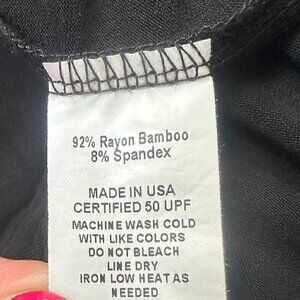 92% Rayon Bamboo
8% Spandex
MADE IN USA
CERTIFIED 50 UPF
MACHINE WASH COLD
WITH LIKE COLORS
DO NOT BLEACH
LINE DRY
IRON LOW HEAT AS
NEEDED